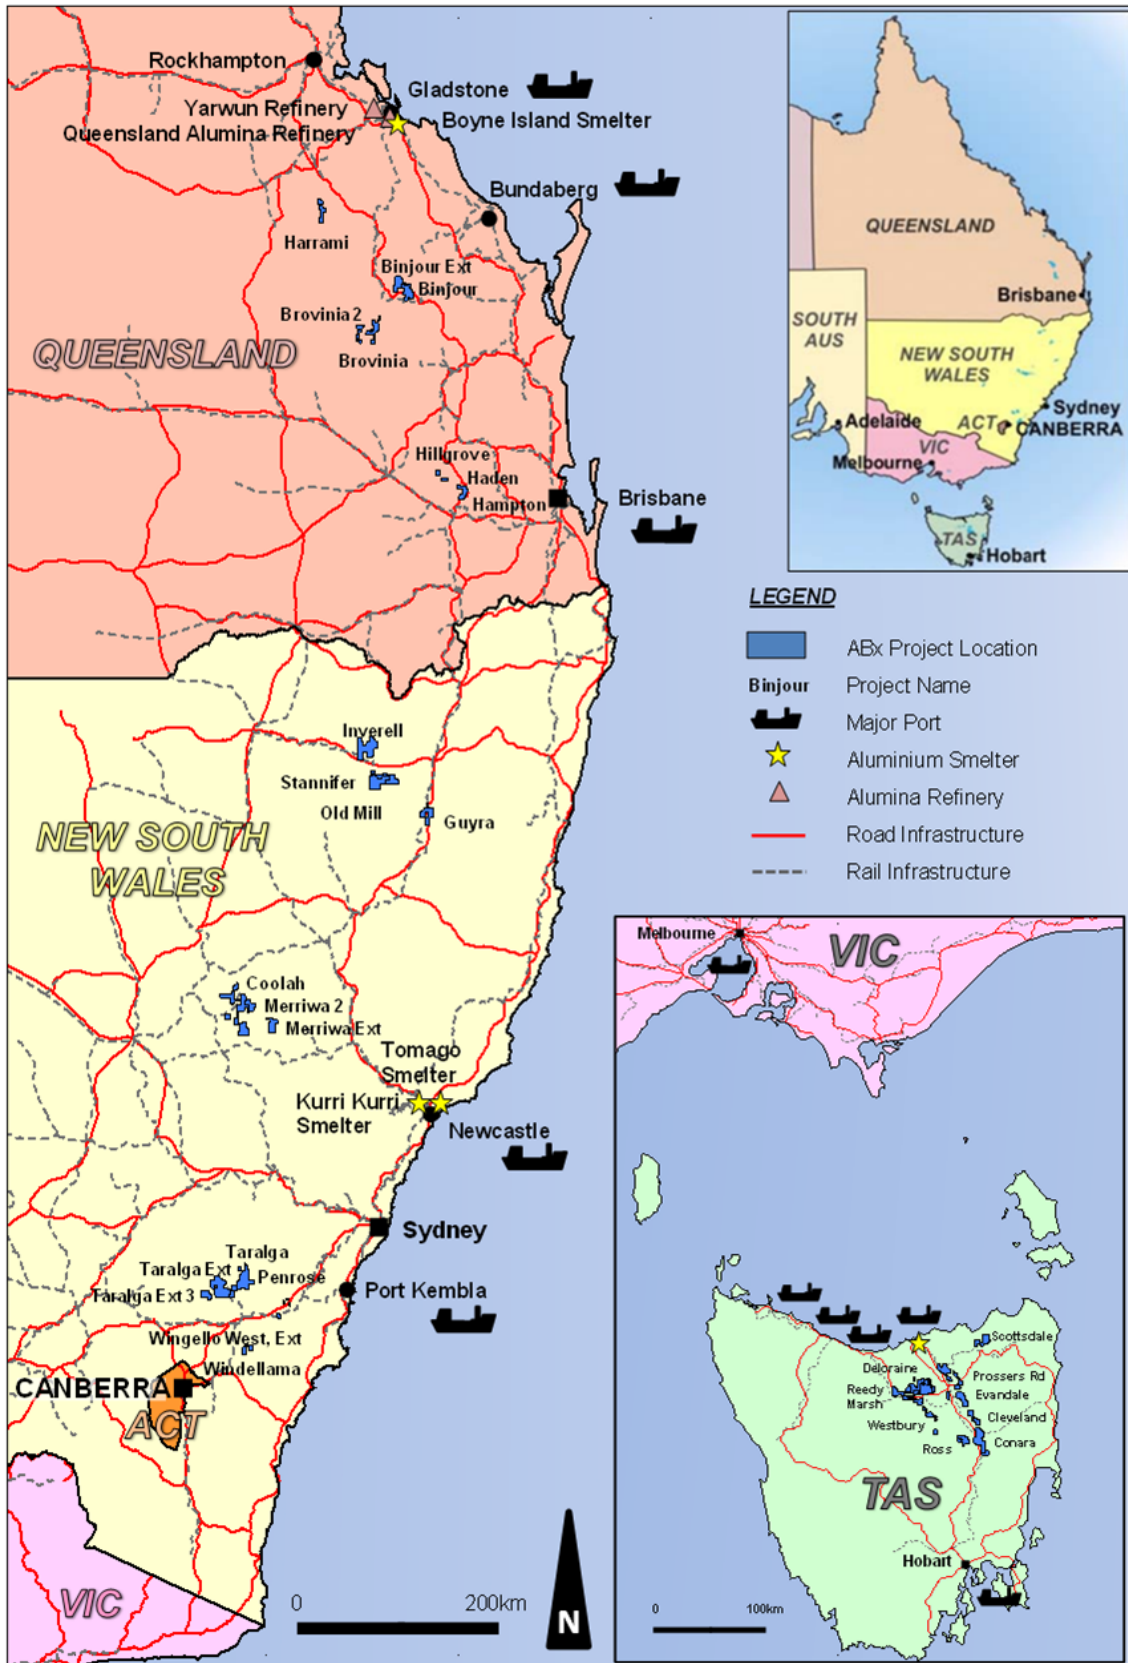 Rockhampton
Gladstone
Yarwun Refinery
Queensland Alumina Refinery
Boyne Island Smelter
Bundaberg
Harrami
Binjour Ext
Binjour
Brovinia 2
Brovinia
QUEENSLAND
Hillgrove
Haden
Hampton
Brisbane
Inverell
Stannifer
Old Mill
Guyra
NEW SOUTH
WALES
Coolah
Merriwa 2
Merriwa Ext
Tomago
Smelter
Kurri Kurri
Smelter
Newcastle
Sydney
Taralga
Taralga Ext
Penrose
Taralga Ext 3
Port Kembla
Wingello West, Ext
Windellama
CANBERRA
ACT
VIC
0
200km
N
QUEENSLAND
Brisbane
SOUTH
AUS
NEW SOUTH
WALES
Sydney
ACT
CANBERRA
Adelaide
VIC
Melbourne
TAS
Hobart
LEGEND
ABx Project Location
Binjour Project Name
Major Port
Aluminium Smelter
Alumina Refinery
Road Infrastructure
Rail Infrastructure
Melbourne
VIC
Scottsdale
Deloraine
Prossers Rd
Reedy
Marsh
Evandale
Westbury
Cleveland
Ross
Conara
TAS
Hobart
0
100km